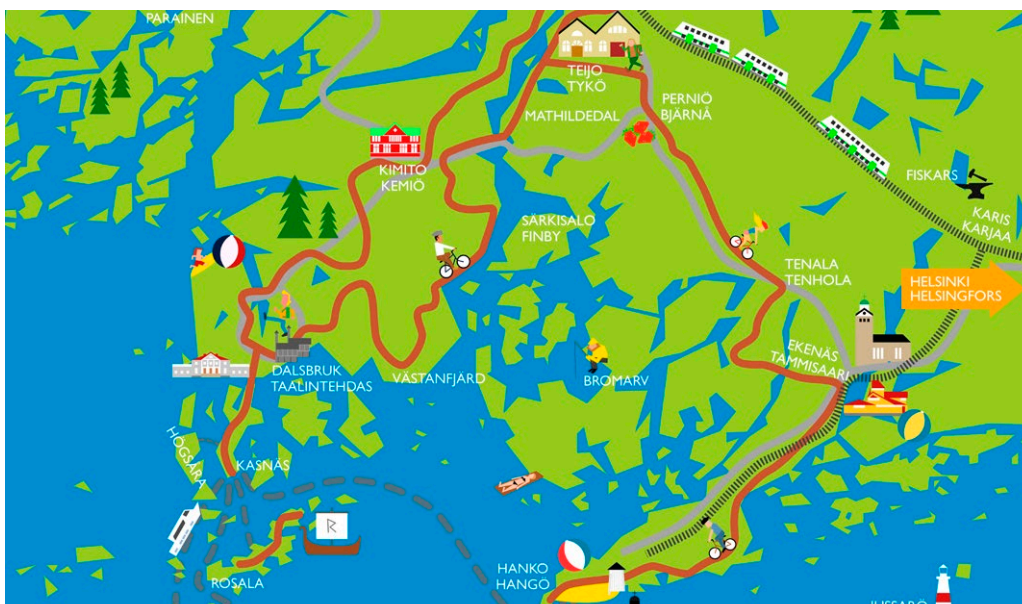 PARAINEN
TEIJO
TYKÖ
MATHILDEDAL
PERNIÖ
BJÄRNÅ
KIMITO
KEMIÖ
FISKARS
KARIS
KARJAA
SÄRKISALO
FINBY
TENALA
TENHOLA
HELSINKI
HELSINGFORS
EKENÄS
TAMMISAARI
DALSBRUK
TAALINTEHDAS
VÄSTANFJÄRD
BROMARV
HÖGSÅRA
KASNÄS
R
ROSALA
HANKO
HANGÖ
JUSSARÖ